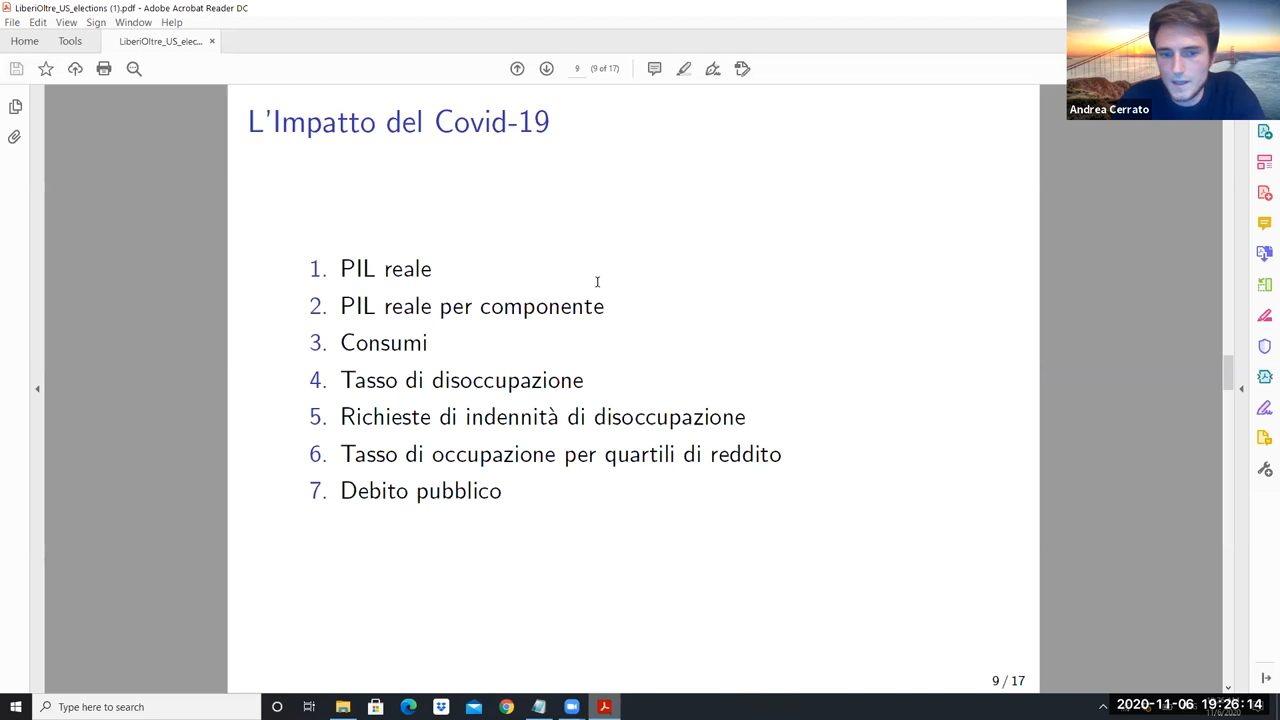 LiberiOltre_US_elections (1).pdf - Adobe Acrobat Reader DC
File Edit View Sign Window Help
Home Tools LiberiOltre_US_elec... ×
9 (9 of 17)
Andrea Cerrato
L'Impatto del Covid-19
1. PIL reale
2. PIL reale per componente
3. Consumi
4. Tasso di disoccupazione
5. Richieste di indennità di disoccupazione
6. Tasso di occupazione per quartili di reddito
7. Debito pubblico
9 / 17
Type here to search
2020-11-06 19:26:14